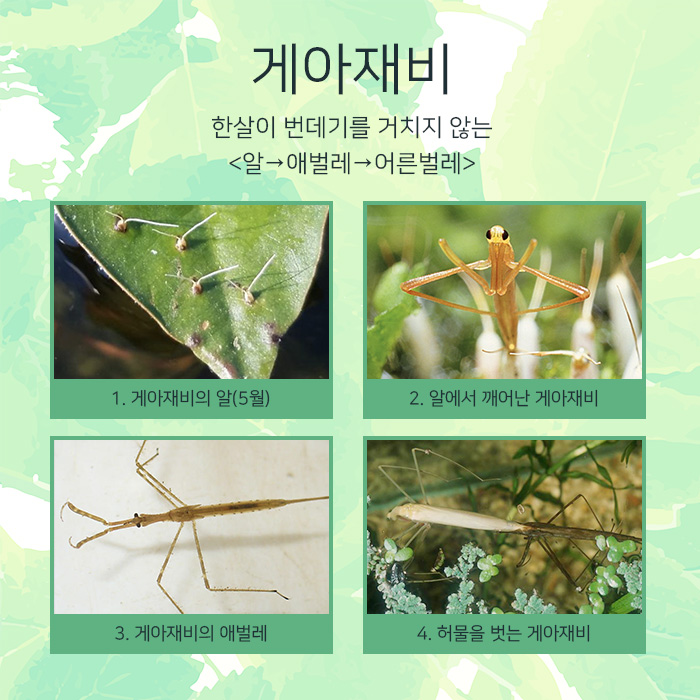 게아재비
한살이 번데기를 거치지 않는
<알→애벌레→어른벌레>
1. 게아재비의 알(5월)
2. 알에서 깨어난 게아재비
3. 게아재비의 애벌레
4. 허물을 벗는 게아재비